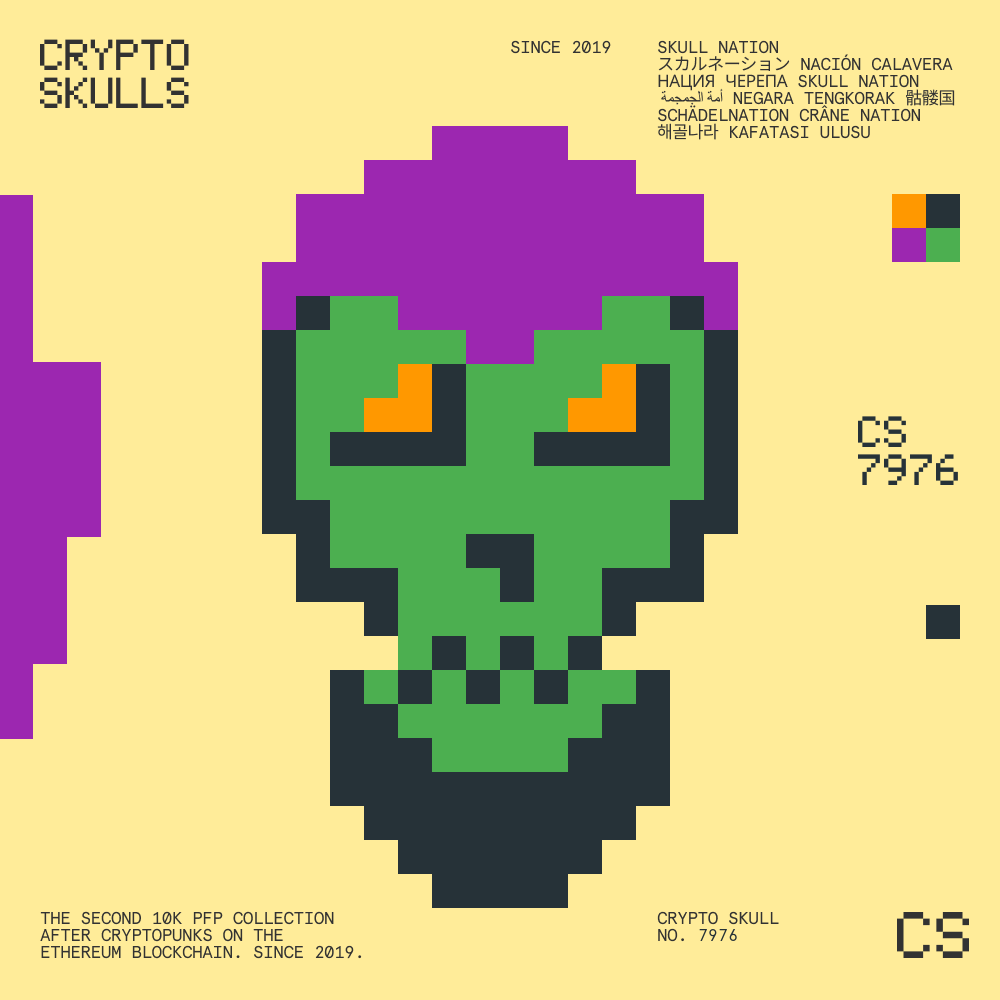 CRYPTO
SKULLS
SINCE 2019
SKULL NATION
スカルネーション NACIÓN CALAVERA
НАЦИЯ ЧЕРЕПА SKULL NATION
أمة الجمجمة NEGARA TENGKORAK 骷髅国
SCHÄDELNATION CRÂNE NATION
해골나라 KAFATASI ULUSU
CS
7976
THE SECOND 10K PFP COLLECTION
AFTER CRYPTOPUNKS ON THE
ETHEREUM BLOCKCHAIN. SINCE 2019.
CRYPTO SKULL
NO. 7976
CS